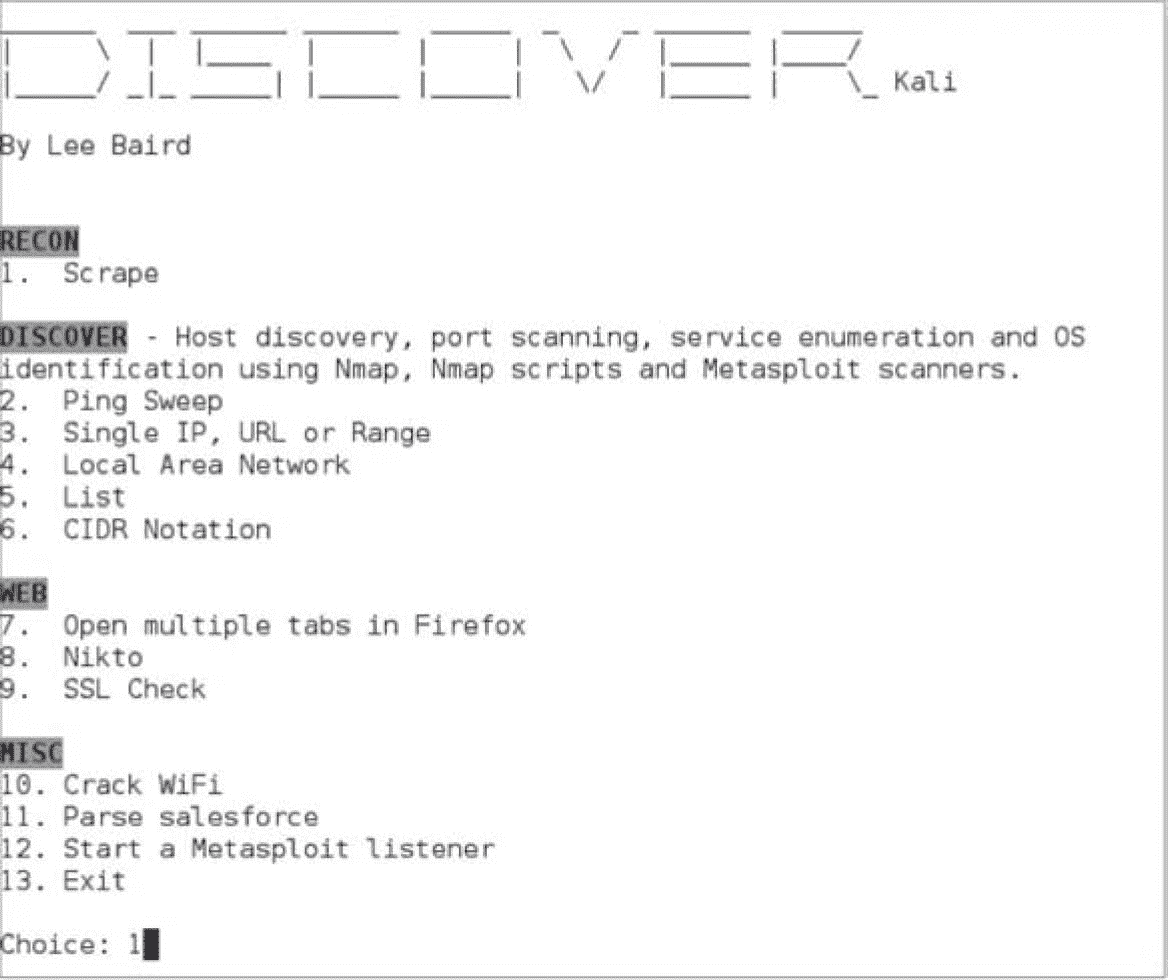 DISCOVER Kali
By Lee Baird
RECON
1. Scrape
DISCOVER - Host discovery, port scanning, service enumeration and OS
identification using Nmap, Nmap scripts and Metasploit scanners.
2. Ping Sweep
3. Single IP, URL or Range
4. Local Area Network
5. List
6. CIDR Notation
WEB
7. Open multiple tabs in Firefox
8. Nikto
9. SSL Check
MISC
10. Crack WiFi
11. Parse salesforce
12. Start a Metasploit listener
13. Exit
Choice: 1